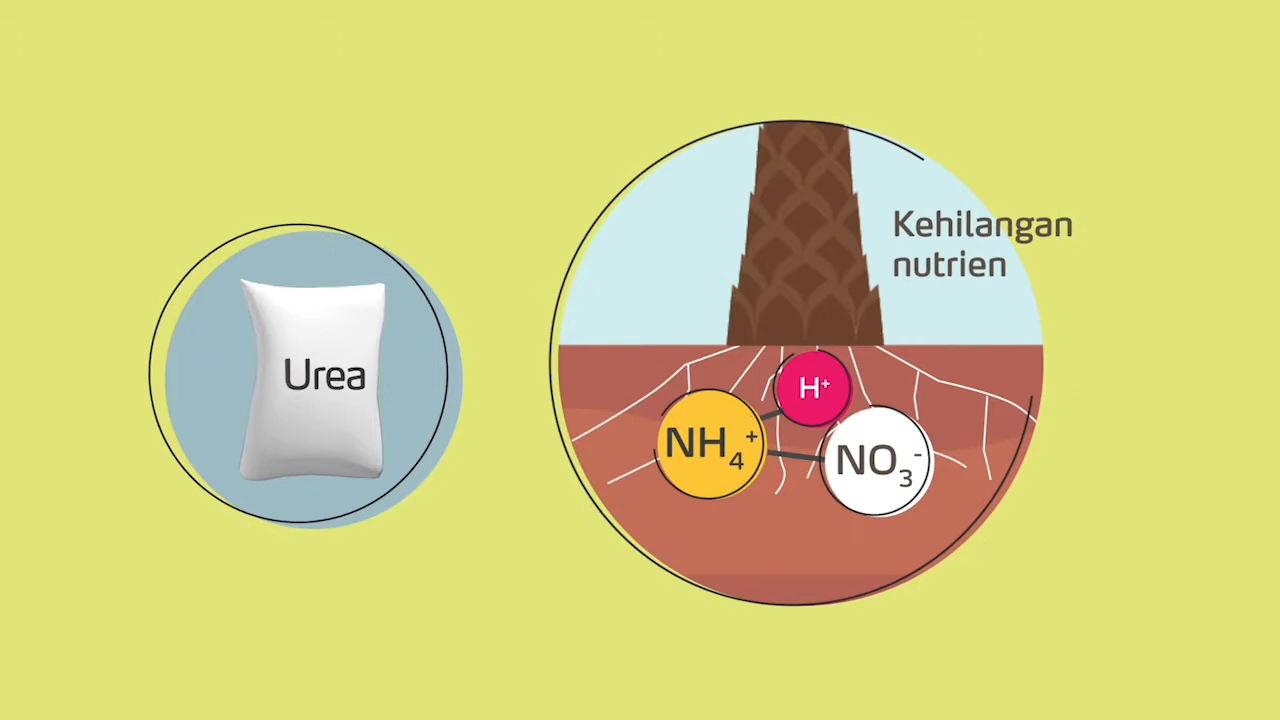 Urea
Kehilangan
nutrien
H⁺
NH₄⁺
NO₃⁻